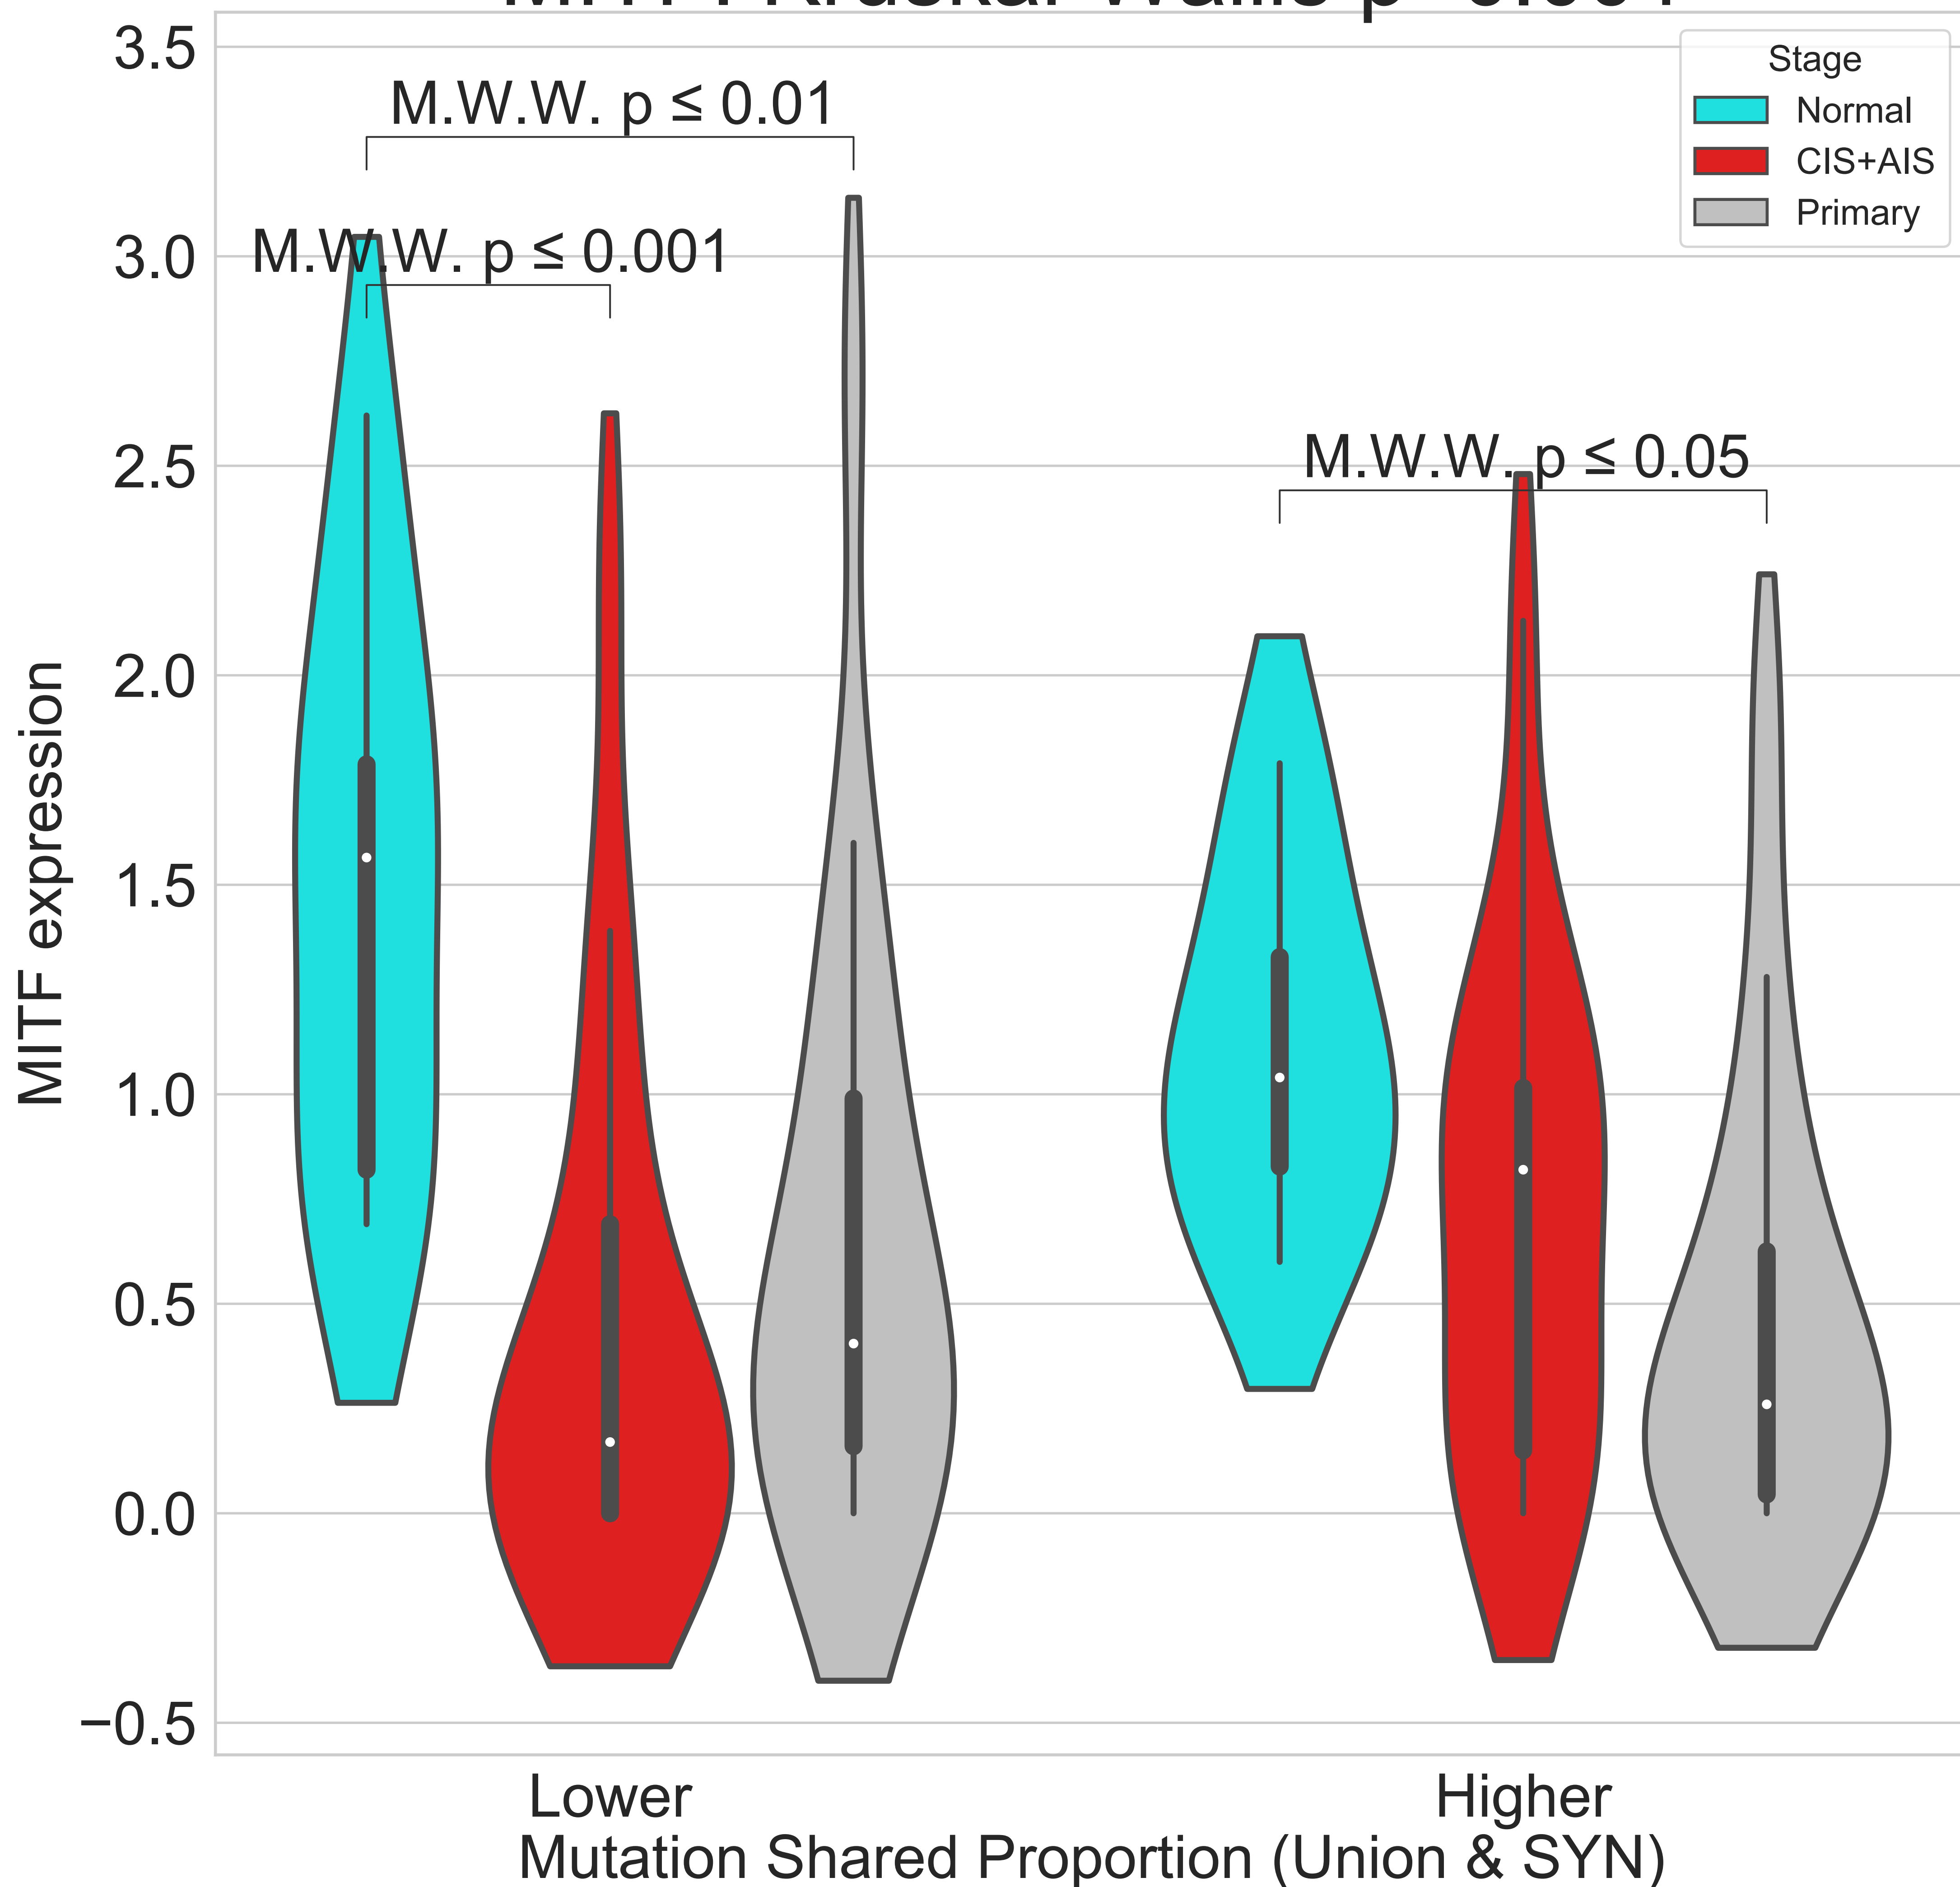 3.5
3.0
2.5
2.0
1.5
1.0
0.5
0.0
−0.5
MITF expression
M.W.W. p ≤ 0.01
M.W.W. p ≤ 0.001
M.W.W. p ≤ 0.05
Stage
Normal
CIS+AIS
Primary
Lower
Higher
Mutation Shared Proportion (Union & SYN)